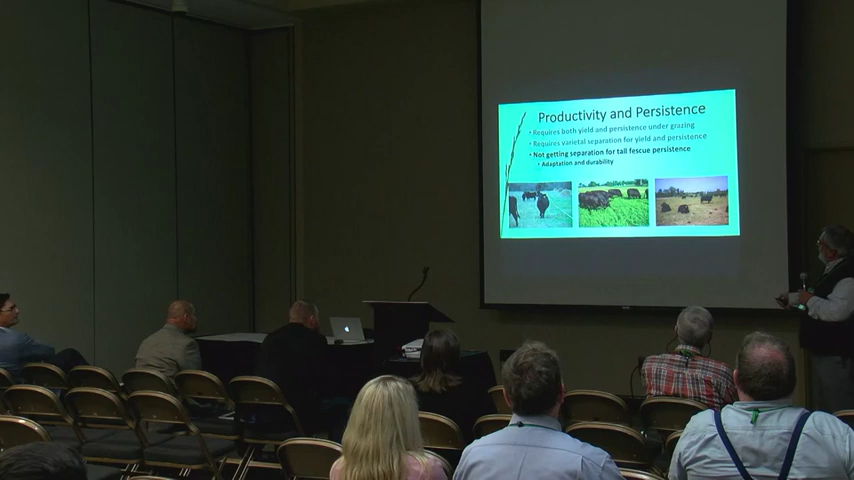 Productivity and Persistence
• Requires both yield and persistence under grazing
• Requires varietal separation for yield and persistence
• Not getting separation for tall fescue persistence
• Adaptation and durability